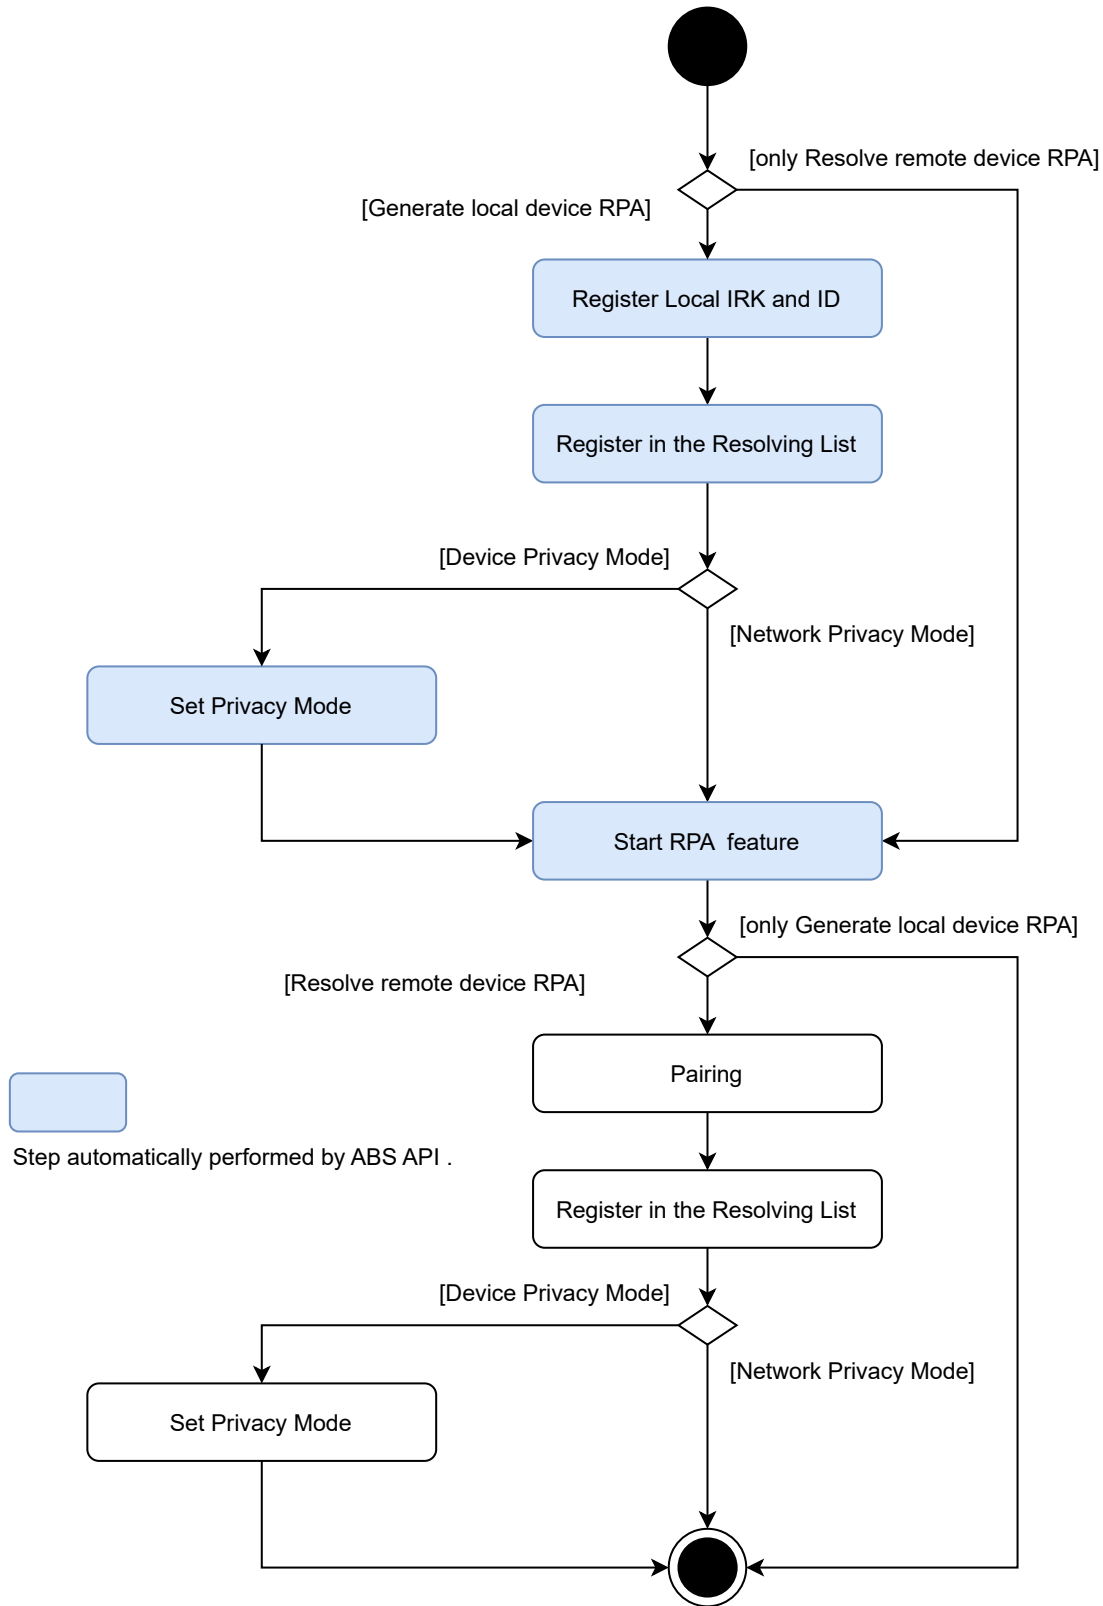 [only Resolve remote device RPA]
[Generate local device RPA]
Register Local IRK and ID
Register in the Resolving List
[Device Privacy Mode]
[Network Privacy Mode]
Set Privacy Mode
Start RPA  feature
[only Generate local device RPA]
[Resolve remote device RPA]
Pairing
Step automatically performed by ABS API .
Register in the Resolving List
[Device Privacy Mode]
[Network Privacy Mode]
Set Privacy Mode